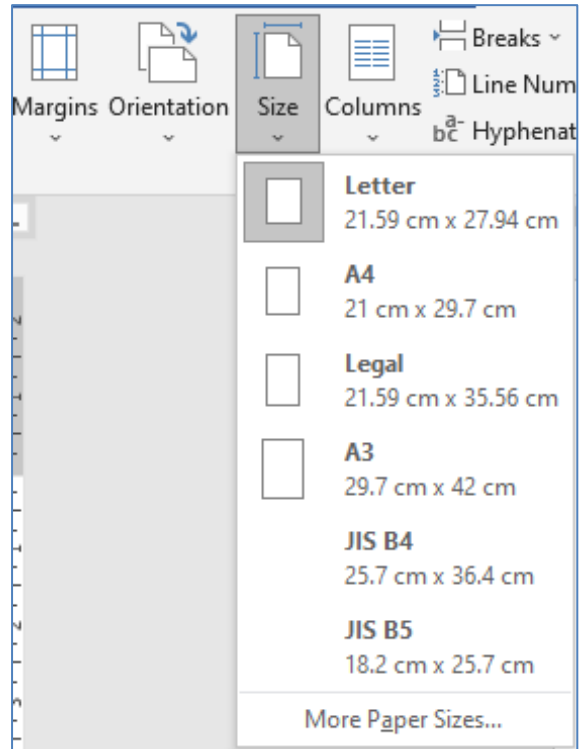 Breaks
Line Num
Hyphenat
Margins Orientation Size Columns
Letter
21.59 cm x 27.94 cm
A4
21 cm x 29.7 cm
Legal
21.59 cm x 35.56 cm
A3
29.7 cm x 42 cm
JIS B4
25.7 cm x 36.4 cm
JIS B5
18.2 cm x 25.7 cm
More Paper Sizes...